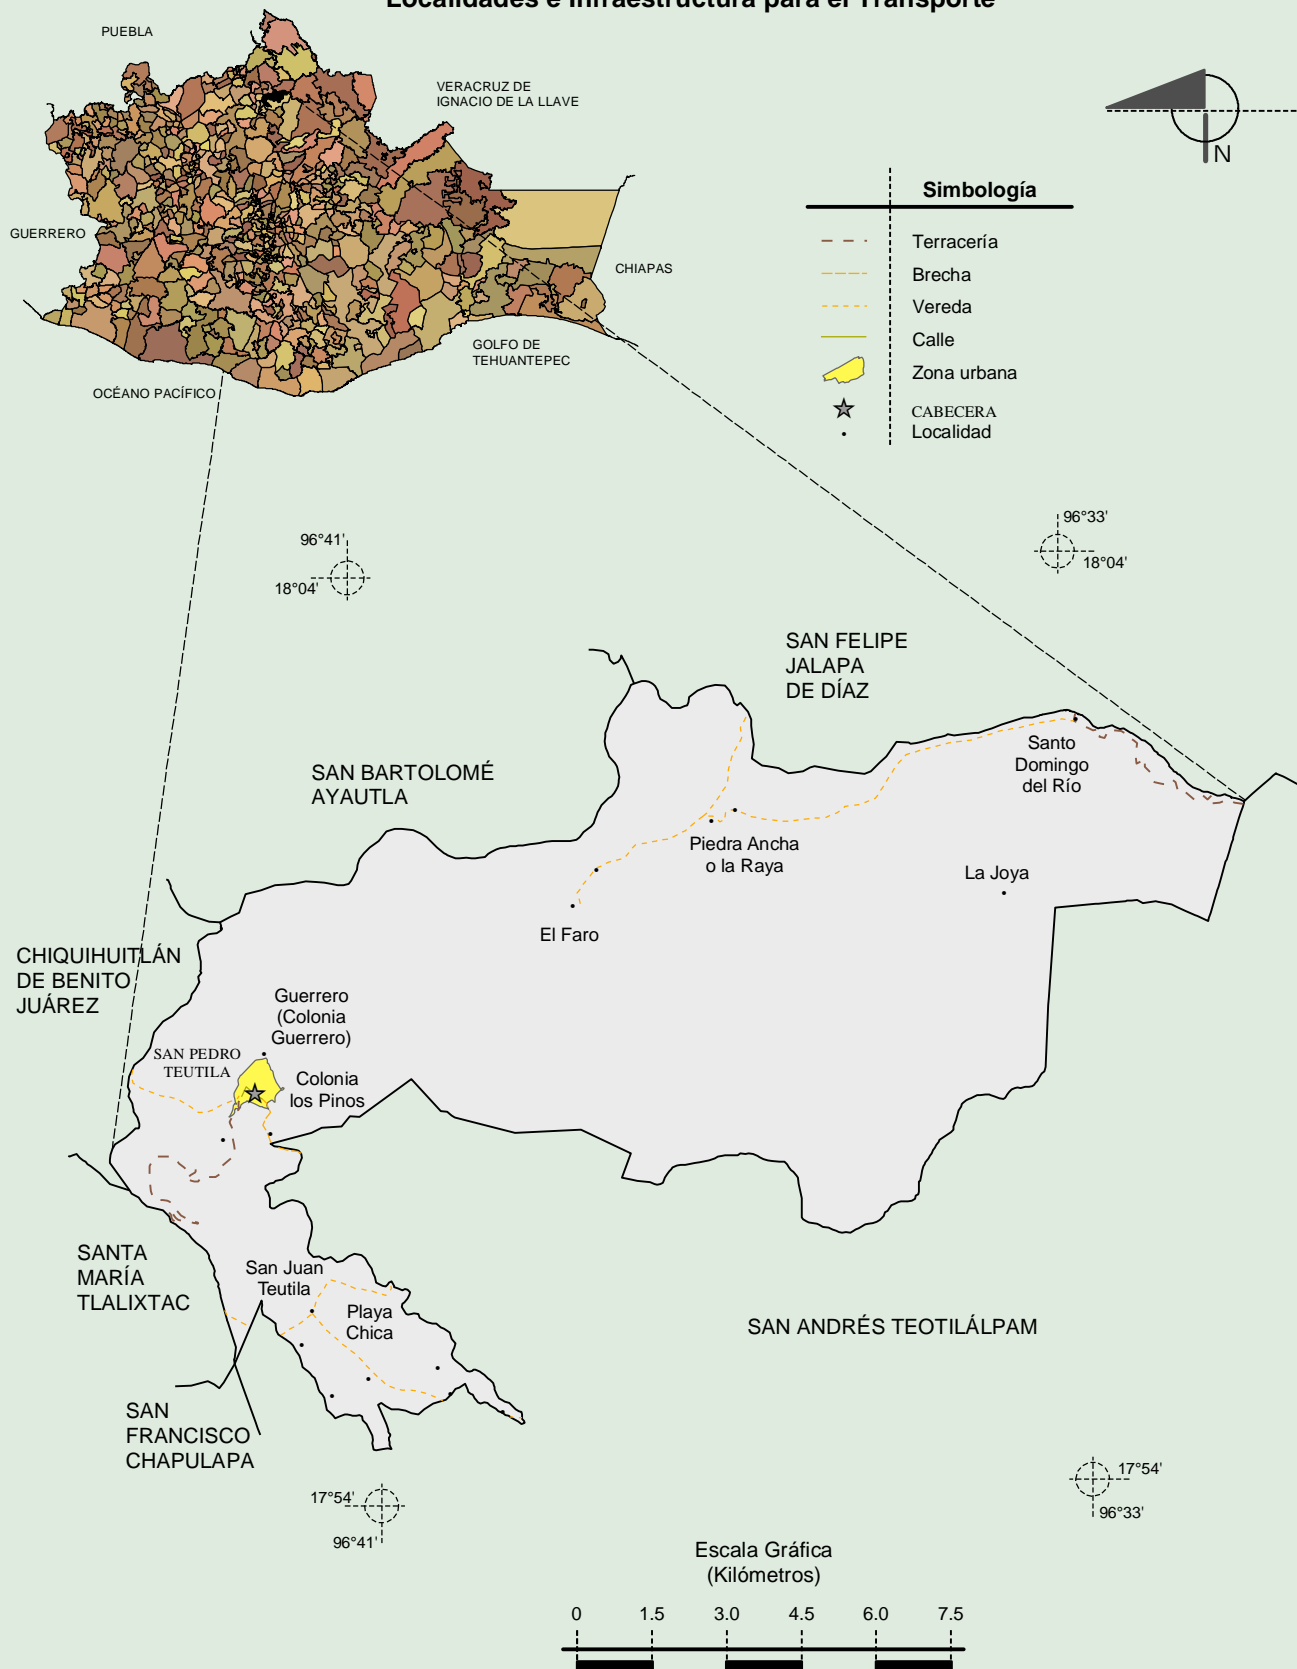 Localidades e Infraestructura para el Transporte
PUEBLA
VERACRUZ DE
IGNACIO DE LA LLAVE
N
GUERRERO
CHIAPAS
GOLFO DE
TEHUANTEPEC
OCÉANO PACÍFICO
Simbología
Terracería
Brecha
Vereda
Calle
Zona urbana
CABECERA
Localidad
96°41'
18°04'
96°33'
18°04'
SAN FELIPE
JALAPA
DE DÍAZ
SAN BARTOLOMÉ
AYAUTLA
Santo
Domingo
del Río
Piedra Ancha
o la Raya
La Joya
El Faro
CHIQUIHUITLÁN
DE BENITO
JUÁREZ
Guerrero
(Colonia
Guerrero)
SAN PEDRO
TEUTILA
Colonia
los Pinos
SANTA
MARÍA
TLALIXTAC
San Juan
Teutila
Playa
Chica
SAN ANDRÉS TEOTILÁLPAM
SAN
FRANCISCO
CHAPULAPA
17°54'
96°41'
17°54'
96°33'
Escala Gráfica
(Kilómetros)
0 1.5 3.0 4.5 6.0 7.5